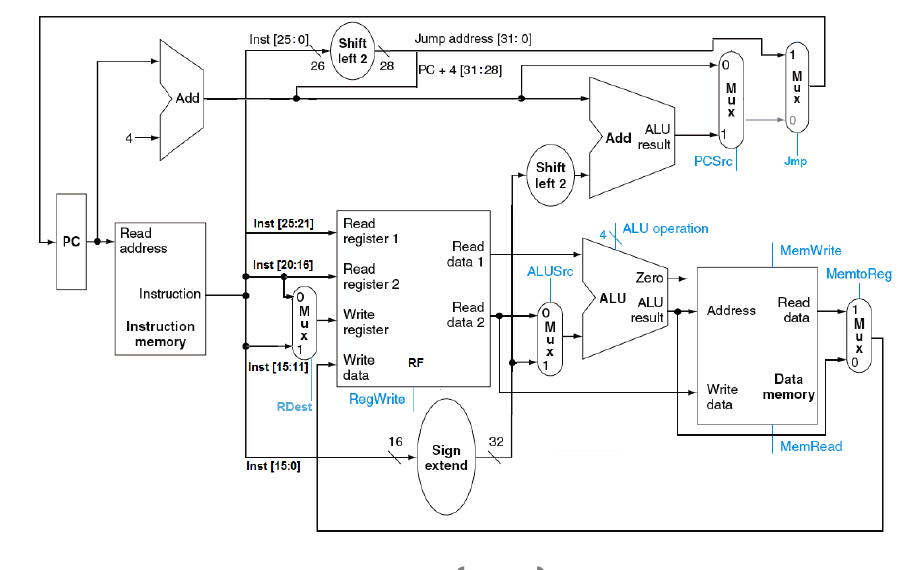 Inst [25:0]
26
Shift
left 2
28
Jump address [31:0]
PC + 4 [31:28]
Add
4
0
M
u
x
1
PCSrc
1
M
u
x
0
Jmp
Add
ALU
result
Shift
left 2
PC
Read
address
Instruction
Instruction
memory
Inst [25:21]
Inst [20:16]
0
M
u
x
1
Inst [15:11]
RDest
Inst [15:0]
Read
register 1
Read
register 2
Write
register
Write
data
Read
data 1
Read
data 2
RF
RegWrite
16
Sign
extend
32
ALUSrc
0
M
u
x
1
4
ALU operation
Zero
ALU
ALU
result
MemWrite
Address
Read
data
Write
data
Data
memory
MemRead
MemtoReg
1
M
u
x
0